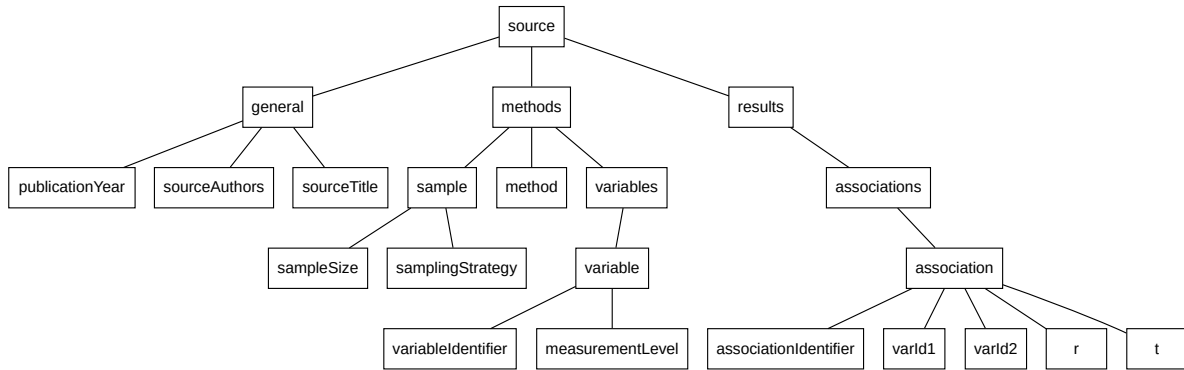 source
general
methods
results
publicationYear
sourceAuthors
sourceTitle
sample
method
variables
associations
sampleSize
samplingStrategy
variable
association
variableIdentifier
measurementLevel
associationIdentifier
varId1
varId2
r
t